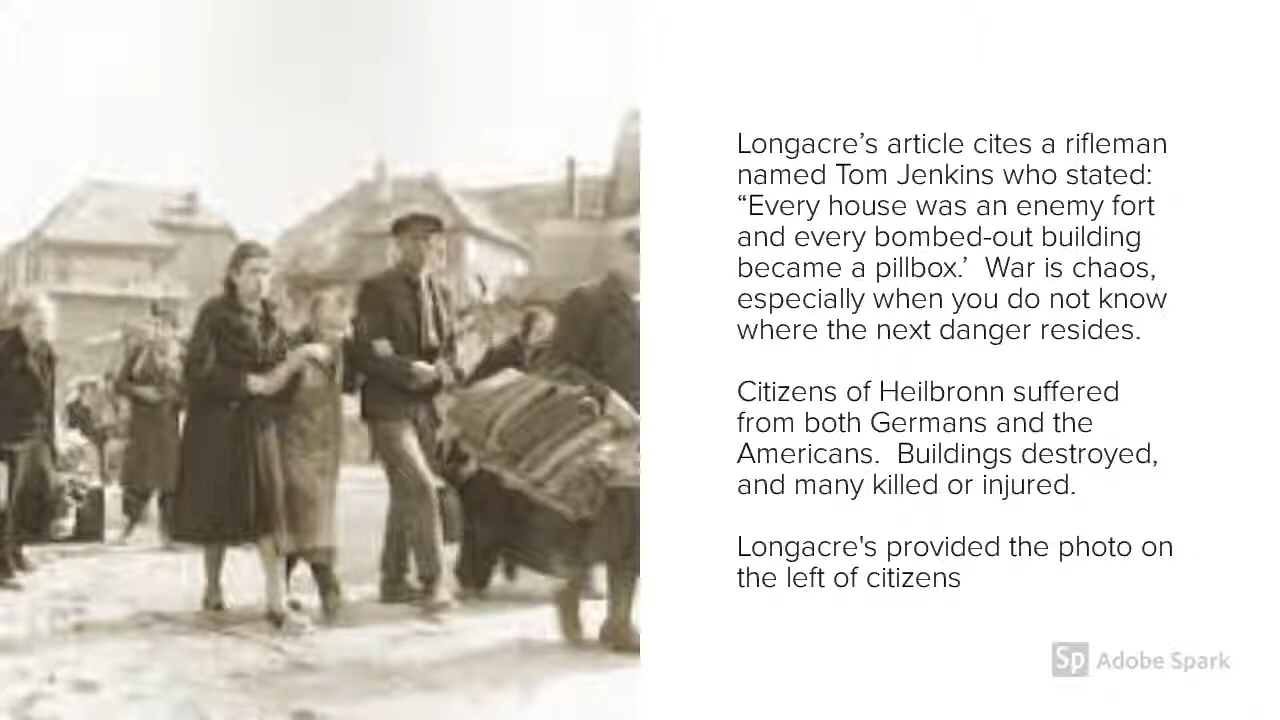 Longacre’s article cites a rifleman
named Tom Jenkins who stated:
“Every house was an enemy fort
and every bombed-out building
became a pillbox.’  War is chaos,
especially when you do not know
where the next danger resides.
Citizens of Heilbronn suffered
from both Germans and the
Americans.  Buildings destroyed,
and many killed or injured.
Longacre's provided the photo on
the left of citizens
Sp Adobe Spark